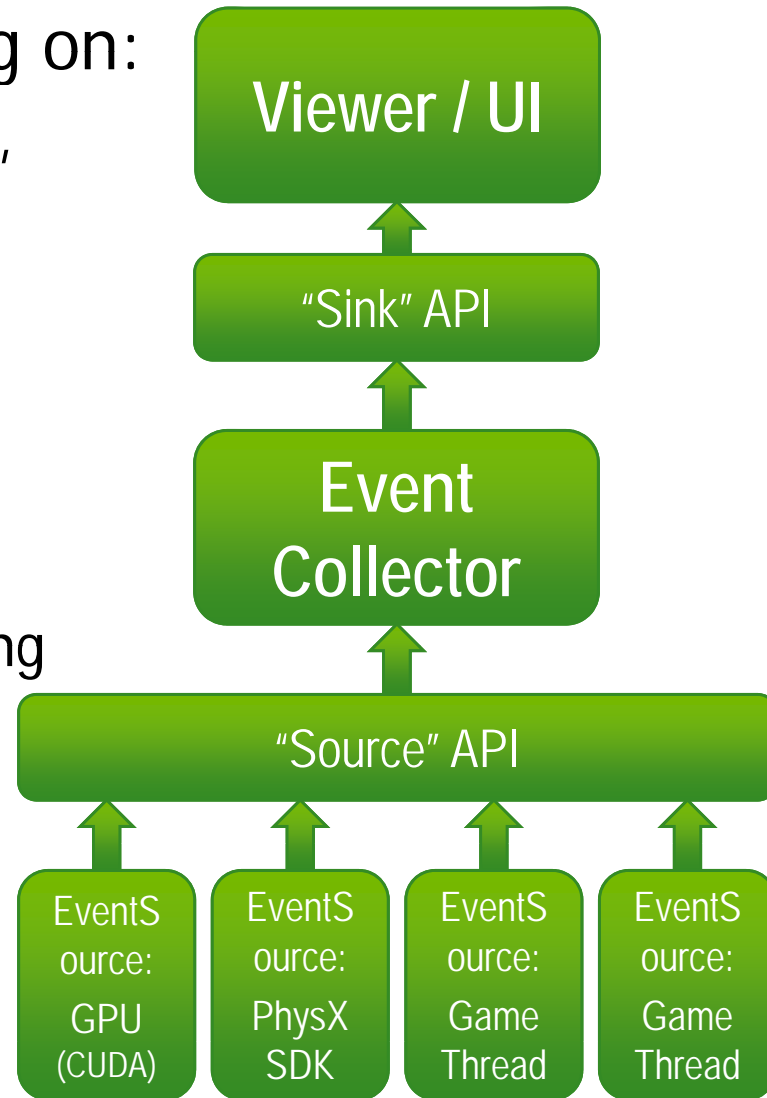 g on:
Viewer / UI
,
“Sink” API
Event
Collector
ng
“Source” API
EventS
ource:
GPU
(CUDA)
EventS
ource:
PhysX
SDK
EventS
ource:
Game
Thread
EventS
ource:
Game
Thread